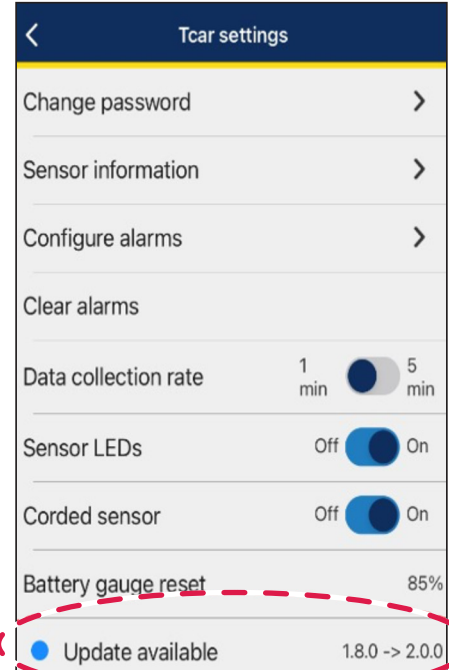 Tcar settings
Change password
Sensor information
Configure alarms
Clear alarms
Data collection rate 1 min 5 min
Sensor LEDs Off On
Corded sensor Off On
Battery gauge reset 85%
Update available 1.8.0 -> 2.0.0